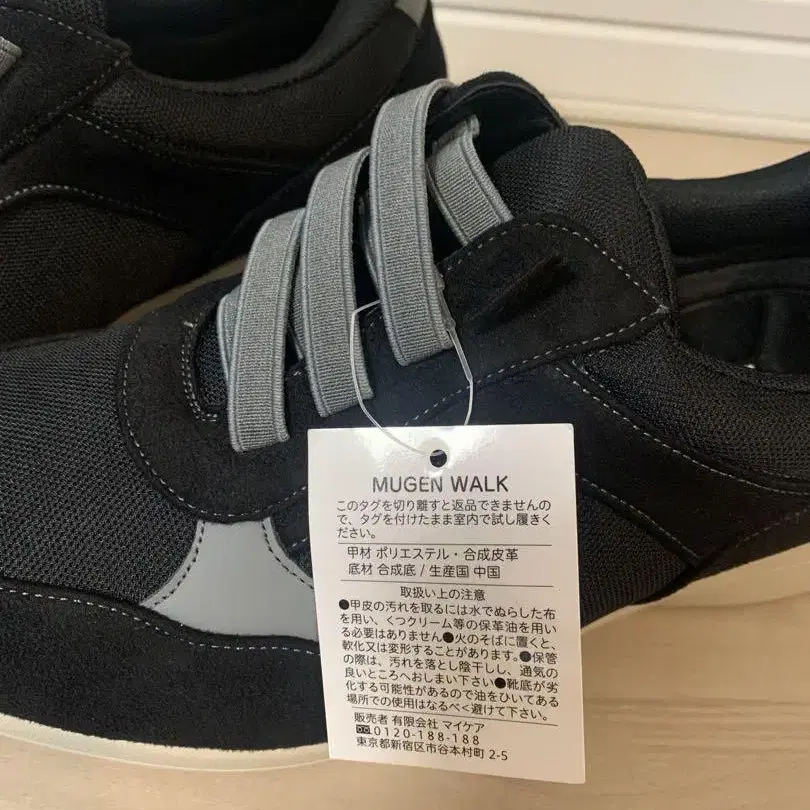 MUGEN WALK
このタグを切り離すと返品できませんの
で、タグを付けたまま室内で試し履きく
ださい。
甲材 ポリエステル・合成皮革
底材 合成底 / 生産国 中国
取扱い上の注意
●甲皮の汚れを取るには水でぬらした布
を用い、くつクリーム等の保革油を用い
る必要はありません●火のそばに置くと、
軟化又は変形することがあります。●保管
の際は、汚れを落とし陰干しし、通気の
良いところへおしまい下さい●靴底が劣
化する可能性があるので油をひいてある
場所での使用はなるべく避けて下さい。
販売者 有限会社 マイケア
0120-188-188
東京都新宿区市谷本村町 2-5